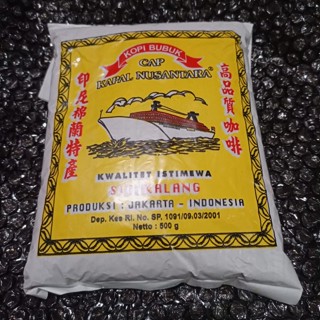 KOPI BUBUK
CAP
KAPAL NUSANTARA
印尼棉蘭特產
高品質咖啡
KWALITET ISTIMEWA
PRODUKSI : JAKARTA - INDONESIA
Dep. Kes RI. No. SP. 1091/09.03/2001
Netto : 500 g